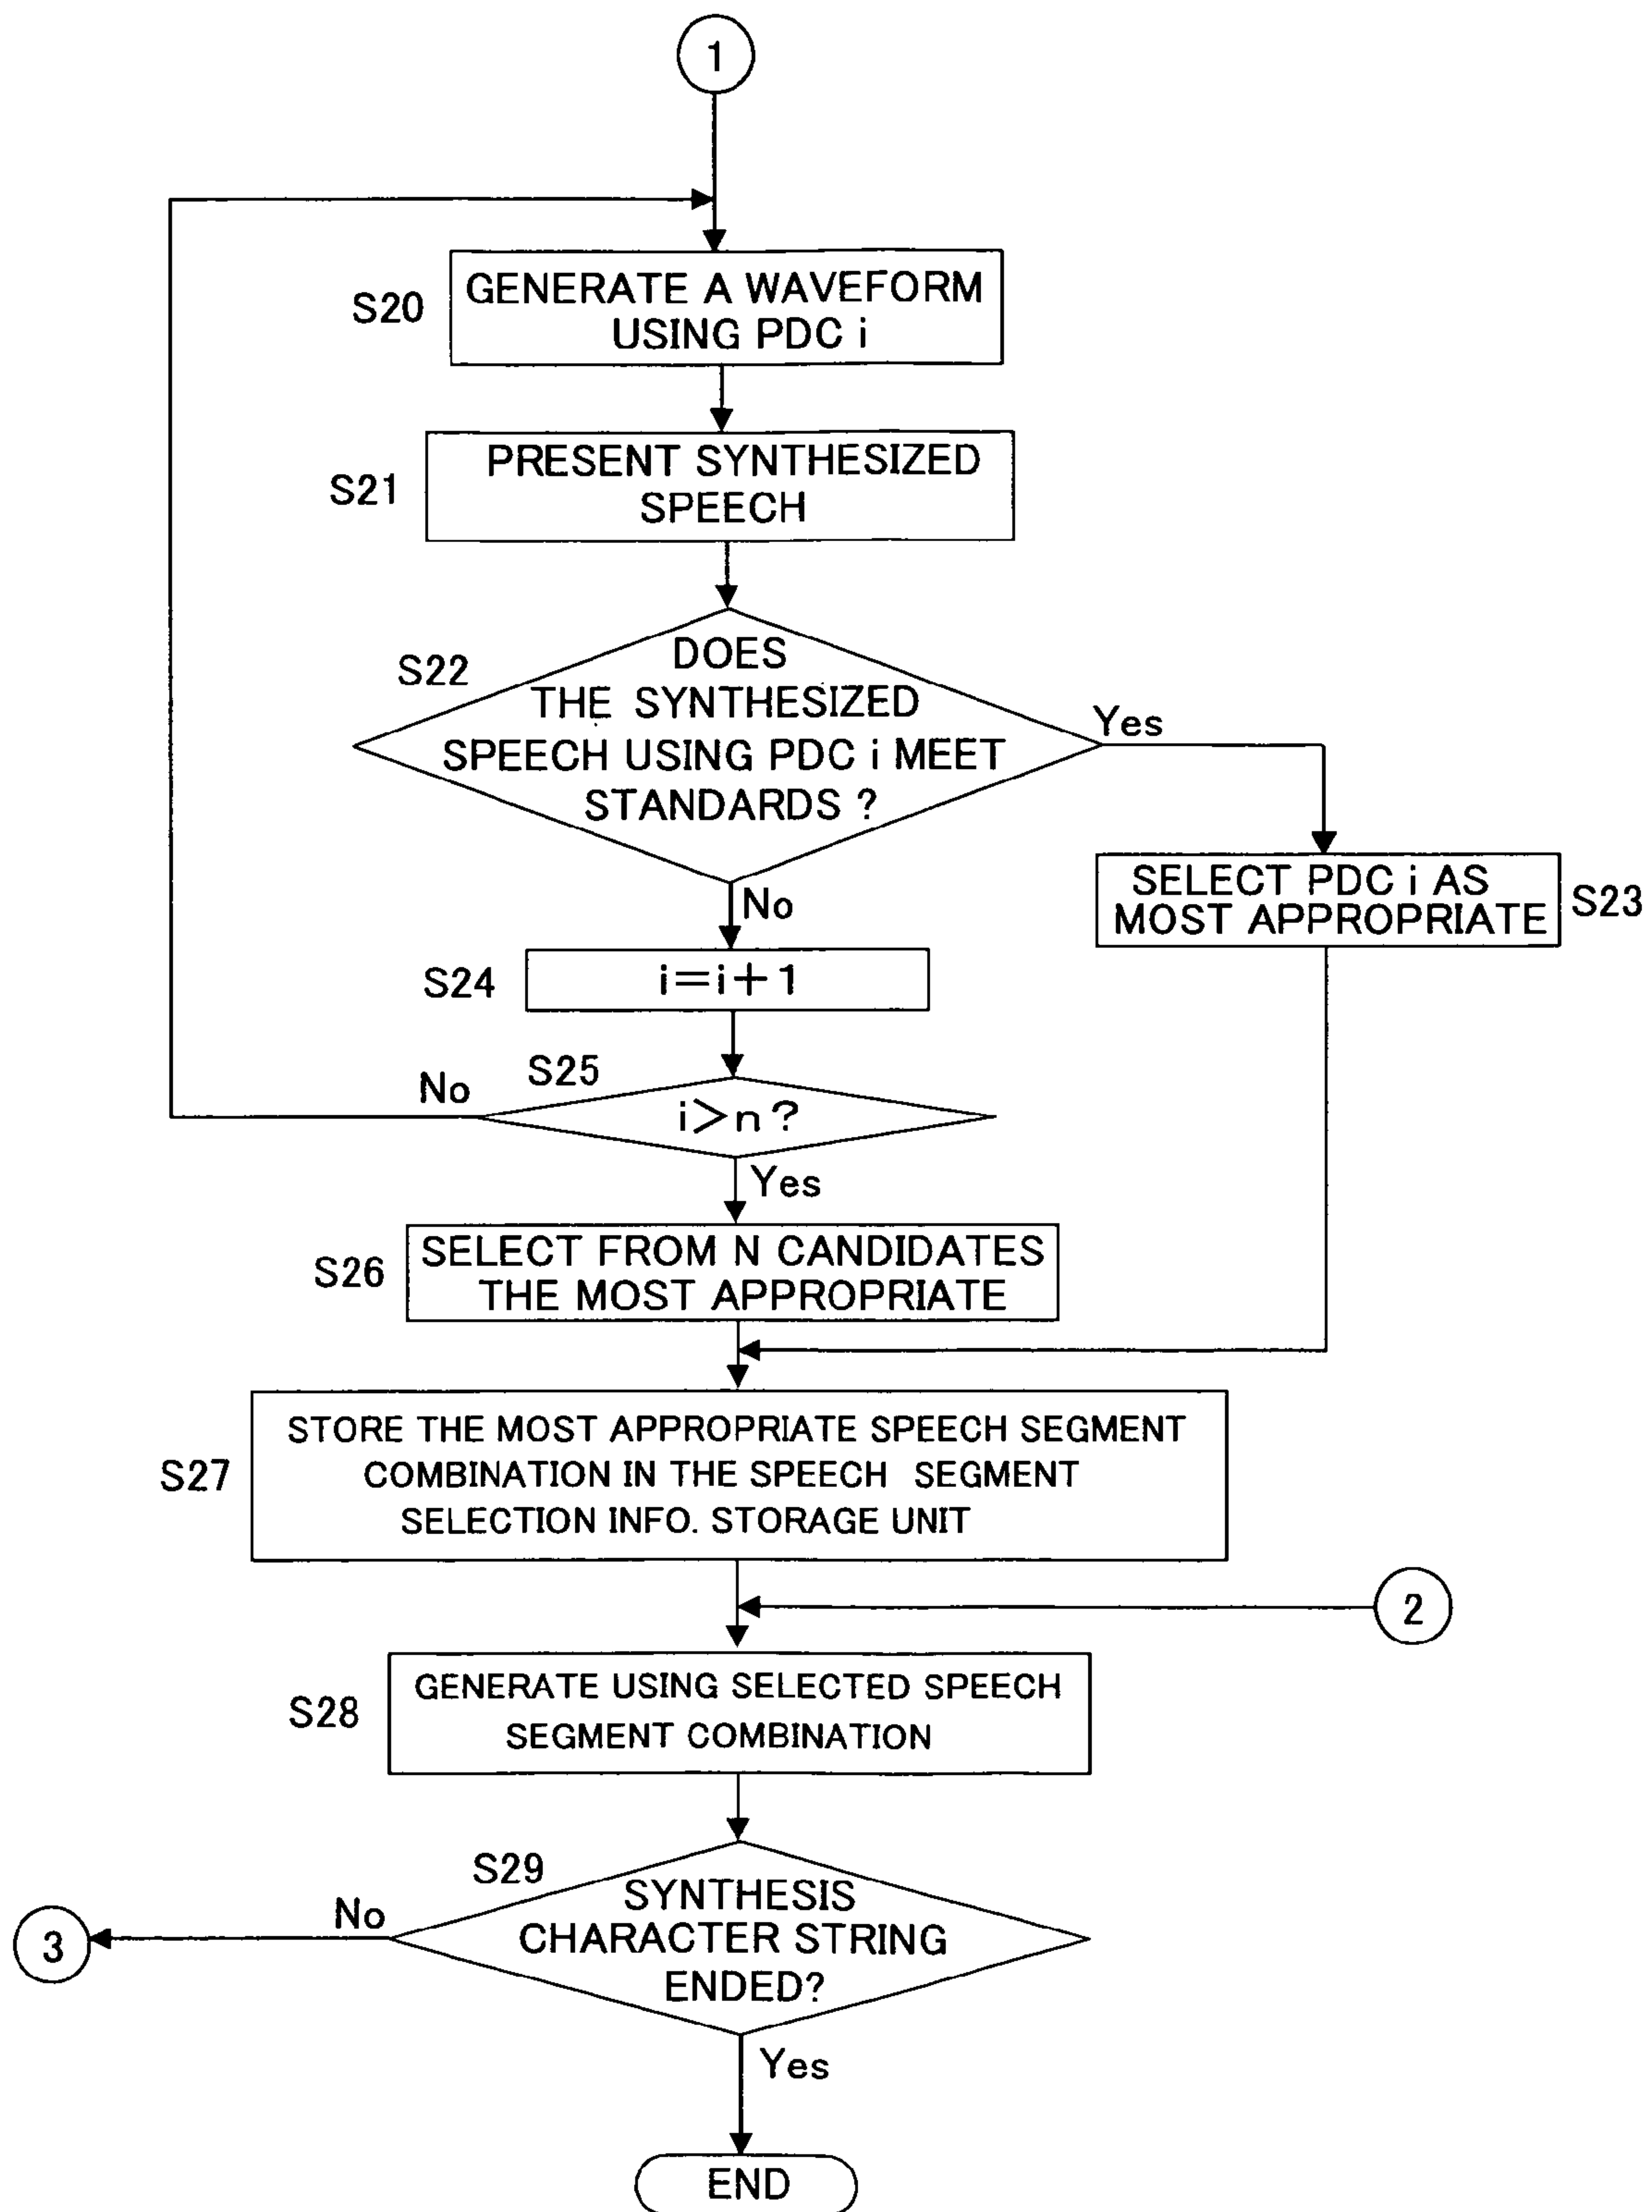 1
S20
GENERATE A WAVEFORM
USING PDC i
S21
PRESENT SYNTHESIZED
SPEECH
S22
DOES
THE SYNTHESIZED
SPEECH USING PDC i MEET
STANDARDS ?
Yes
No
SELECT PDC i AS
MOST APPROPRIATE
S23
S24
i=i+1
S25
No
i>n?
Yes
S26
SELECT FROM N CANDIDATES
THE MOST APPROPRIATE
S27
STORE THE MOST APPROPRIATE SPEECH SEGMENT
COMBINATION IN THE SPEECH SEGMENT
SELECTION INFO. STORAGE UNIT
2
S28
GENERATE USING SELECTED SPEECH
SEGMENT COMBINATION
S29
No
3
SYNTHESIS
CHARACTER STRING
ENDED?
Yes
END